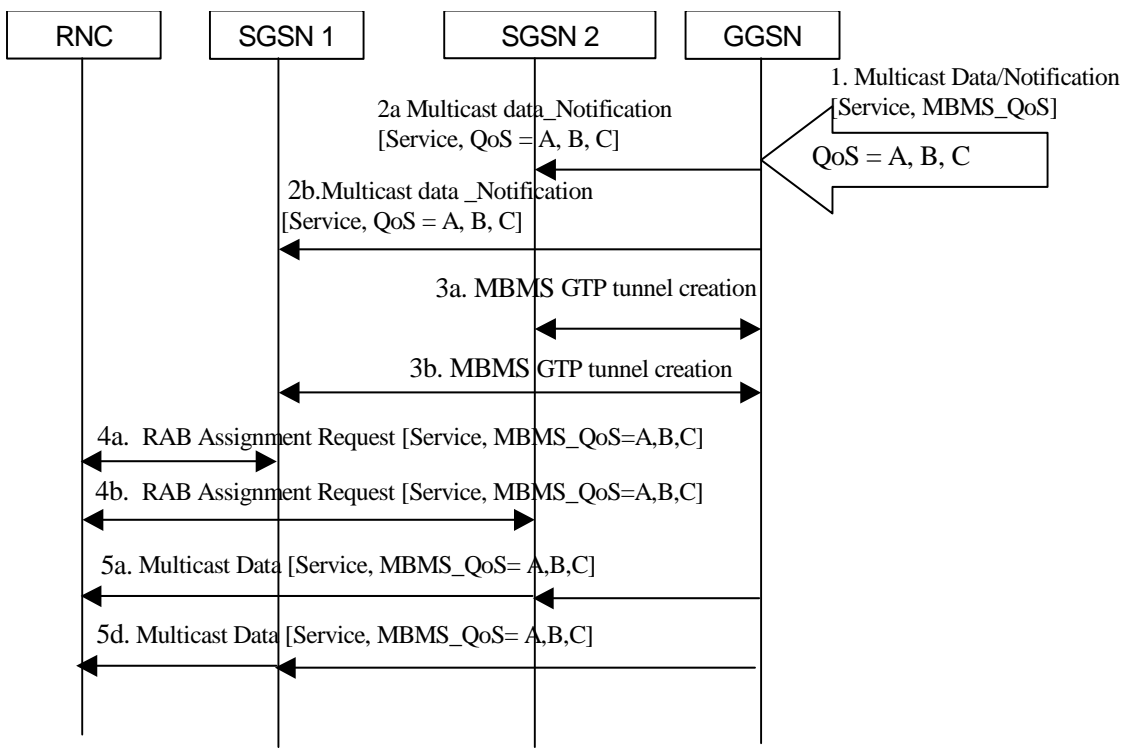 RNC
SGSN 1
SGSN 2
GGSN
1. Multicast Data/Notification
[Service, MBMS_QoS]
QoS = A, B, C
2a Multicast data_Notification
[Service, QoS = A, B, C]
2b.Multicast data _Notification
[Service, QoS = A, B, C]
3a. MBMS GTP tunnel creation
3b. MBMS GTP tunnel creation
4a. RAB Assignment Request [Service, MBMS_QoS=A,B,C]
4b. RAB Assignment Request [Service, MBMS_QoS=A,B,C]
5a. Multicast Data [Service, MBMS_QoS= A,B,C]
5d. Multicast Data [Service, MBMS_QoS= A,B,C]